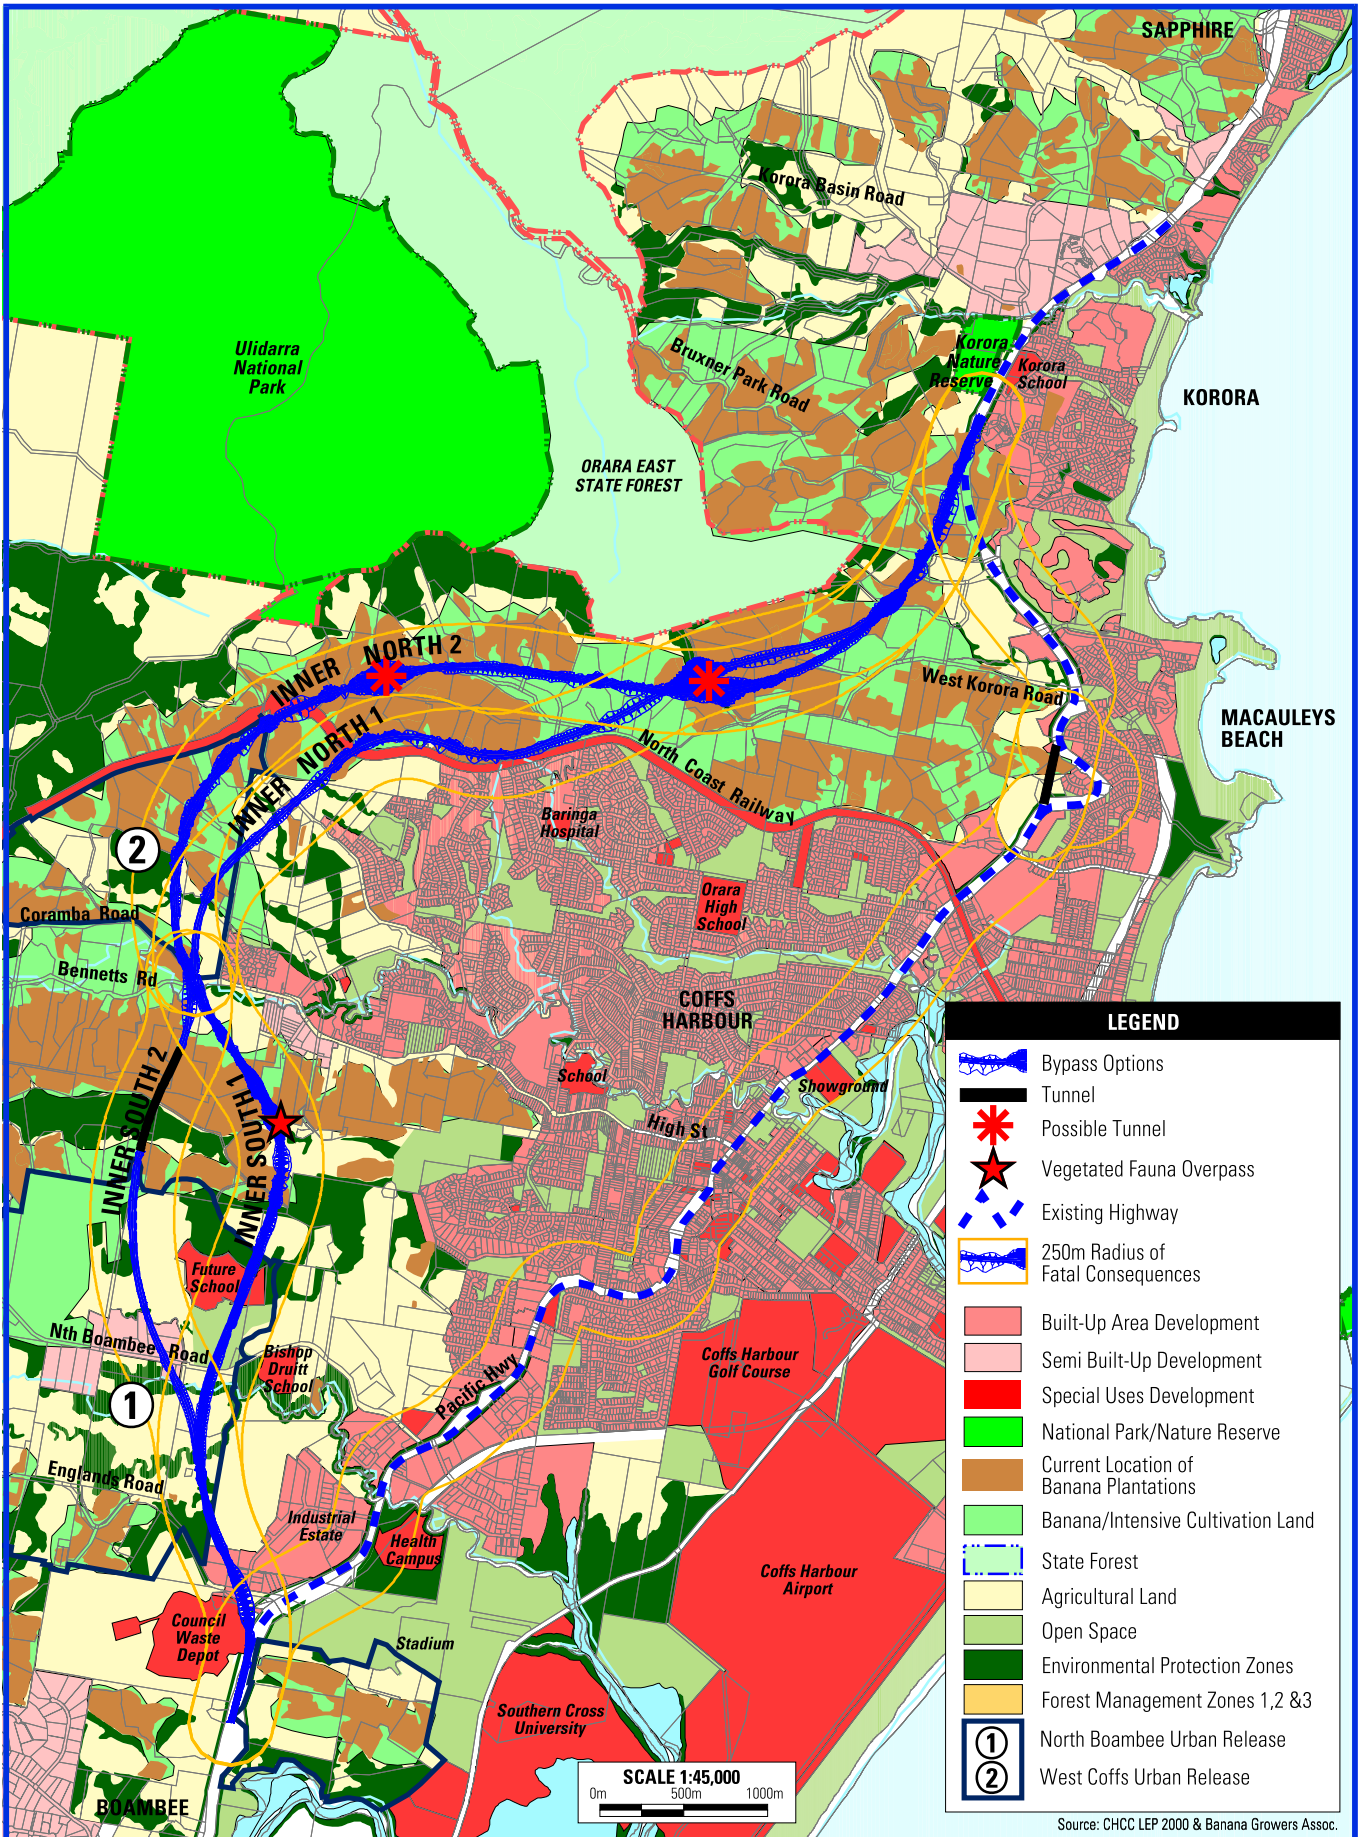 SAPPHIRE
Korora Basin Road
Ulidarra
National
Park
Bruxner Park Road
Korora
Nature
Reserve
Korora
School
KORORA
ORARA EAST
STATE FOREST
INNER NORTH 2
INNER NORTH 1
West Korora Road
MACAULEYS
BEACH
North Coast Railway
Baringa
Hospital
2
Orara
High
School
Coramba Road
Bennetts Rd
COFFS
HARBOUR
INNER SOUTH 2
INNER SOUTH 1
School
Showground
High St
Future
School
Nth Boambee Road
Bishop
Druitt
School
Coffs Harbour
Golf Course
Pacific Hwy
1
Englands Road
Industrial
Estate
Health
Campus
Coffs Harbour
Airport
Council
Waste
Depot
Stadium
Southern Cross
University
BOAMBEE
SCALE 1:45,000
0m 500m 1000m
LEGEND
Bypass Options
Tunnel
Possible Tunnel
Vegetated Fauna Overpass
Existing Highway
250m Radius of
Fatal Consequences
Built-Up Area Development
Semi Built-Up Development
Special Uses Development
National Park/Nature Reserve
Current Location of
Banana Plantations
Banana/Intensive Cultivation Land
State Forest
Agricultural Land
Open Space
Environmental Protection Zones
Forest Management Zones 1,2 &3
1 North Boambee Urban Release
2 West Coffs Urban Release
Source: CHCC LEP 2000 & Banana Growers Assoc.